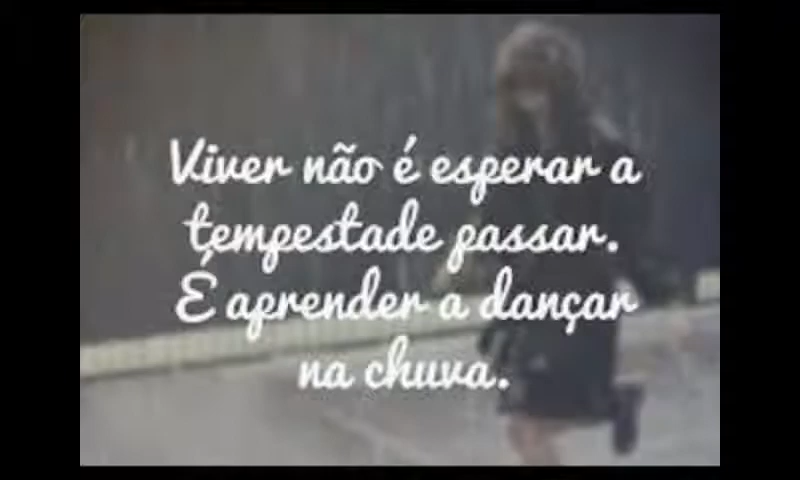 Viver não é esperar a
tempestade passar.
É aprender a dançar
na chuva.